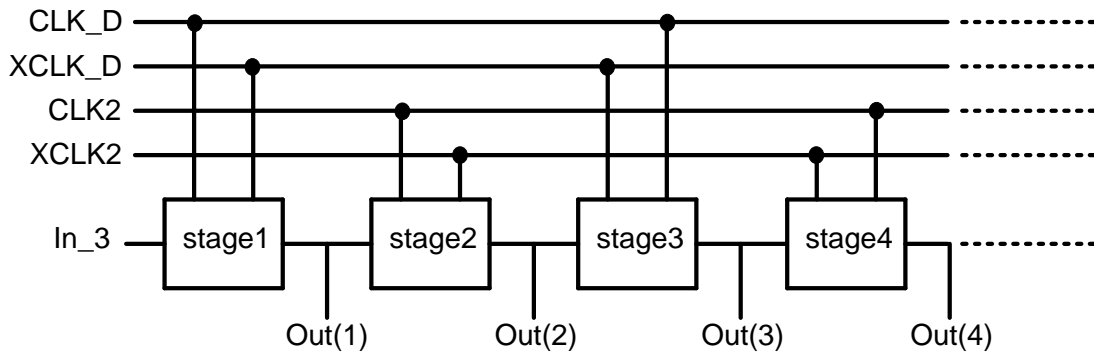 CLK_D
XCLK_D
CLK2
XCLK2
In_3 stage1 stage2 stage3 stage4
Out(1) Out(2) Out(3) Out(4)